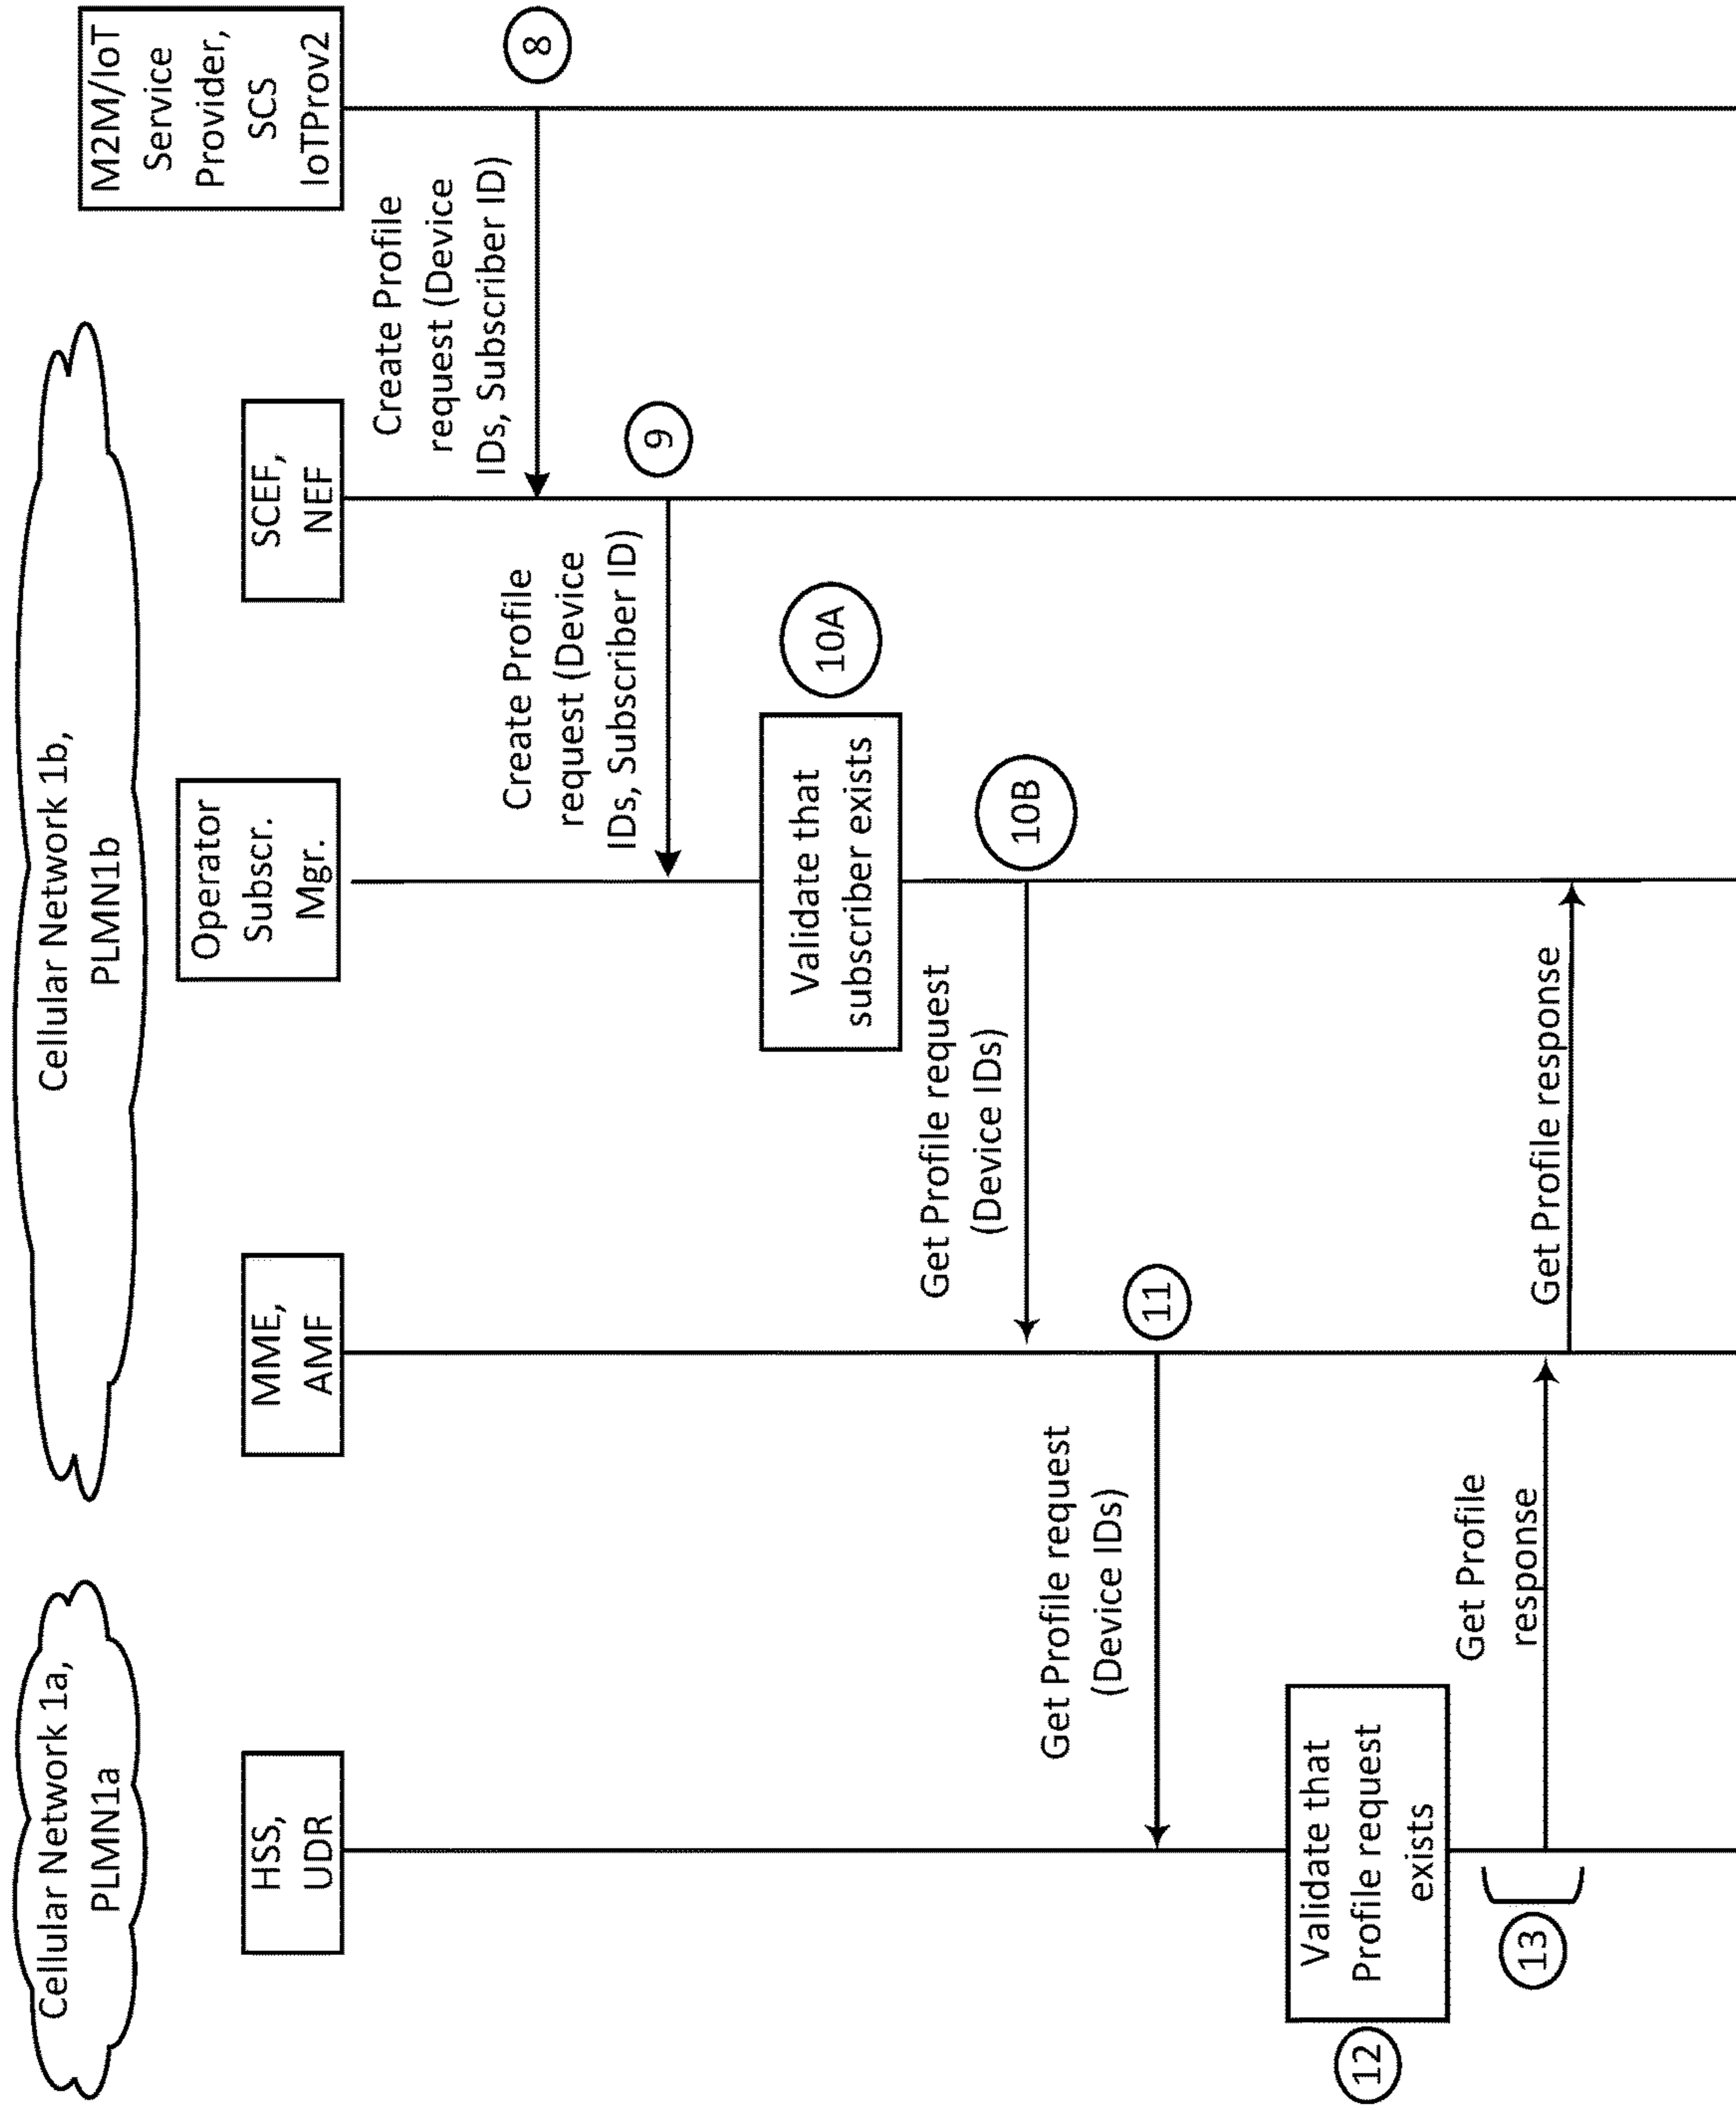 Cellular Network 1a,
PLMN1a
Cellular Network 1b,
PLMN1b
HSS,
UDR
MME,
AMF
Operator
Subscr.
Mgr.
SCEF,
NEF
M2M/IoT
Service
Provider,
SCS
IoTProv2
Create Profile
request (Device
IDs, Subscriber ID)
8
Create Profile
request (Device
IDs, Subscriber ID)
9
Validate that
subscriber exists
10A
Get Profile request
(Device IDs)
10B
Get Profile request
(Device IDs)
11
12
Validate that
Profile request
exists
13
Get Profile
response
Get Profile response